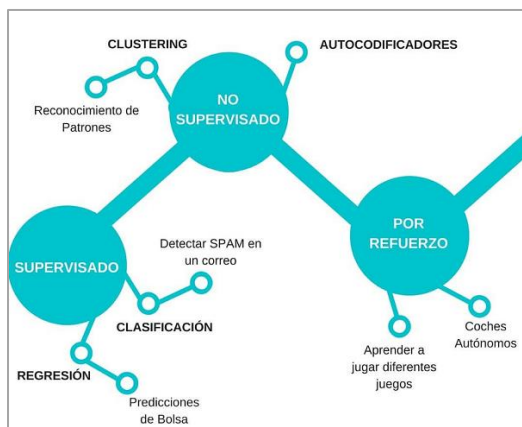 CLUSTERING
AUTOCODIFICADORES
NO
SUPERVISADO
Reconocimiento de
Patrones
POR
REFUERZO
SUPERVISADO
Detectar SPAM en
un correo
CLASIFICACIÓN
Coches
Autónomos
Aprender a
jugar diferentes
juegos
REGRESIÓN
Predicciones
de Bolsa